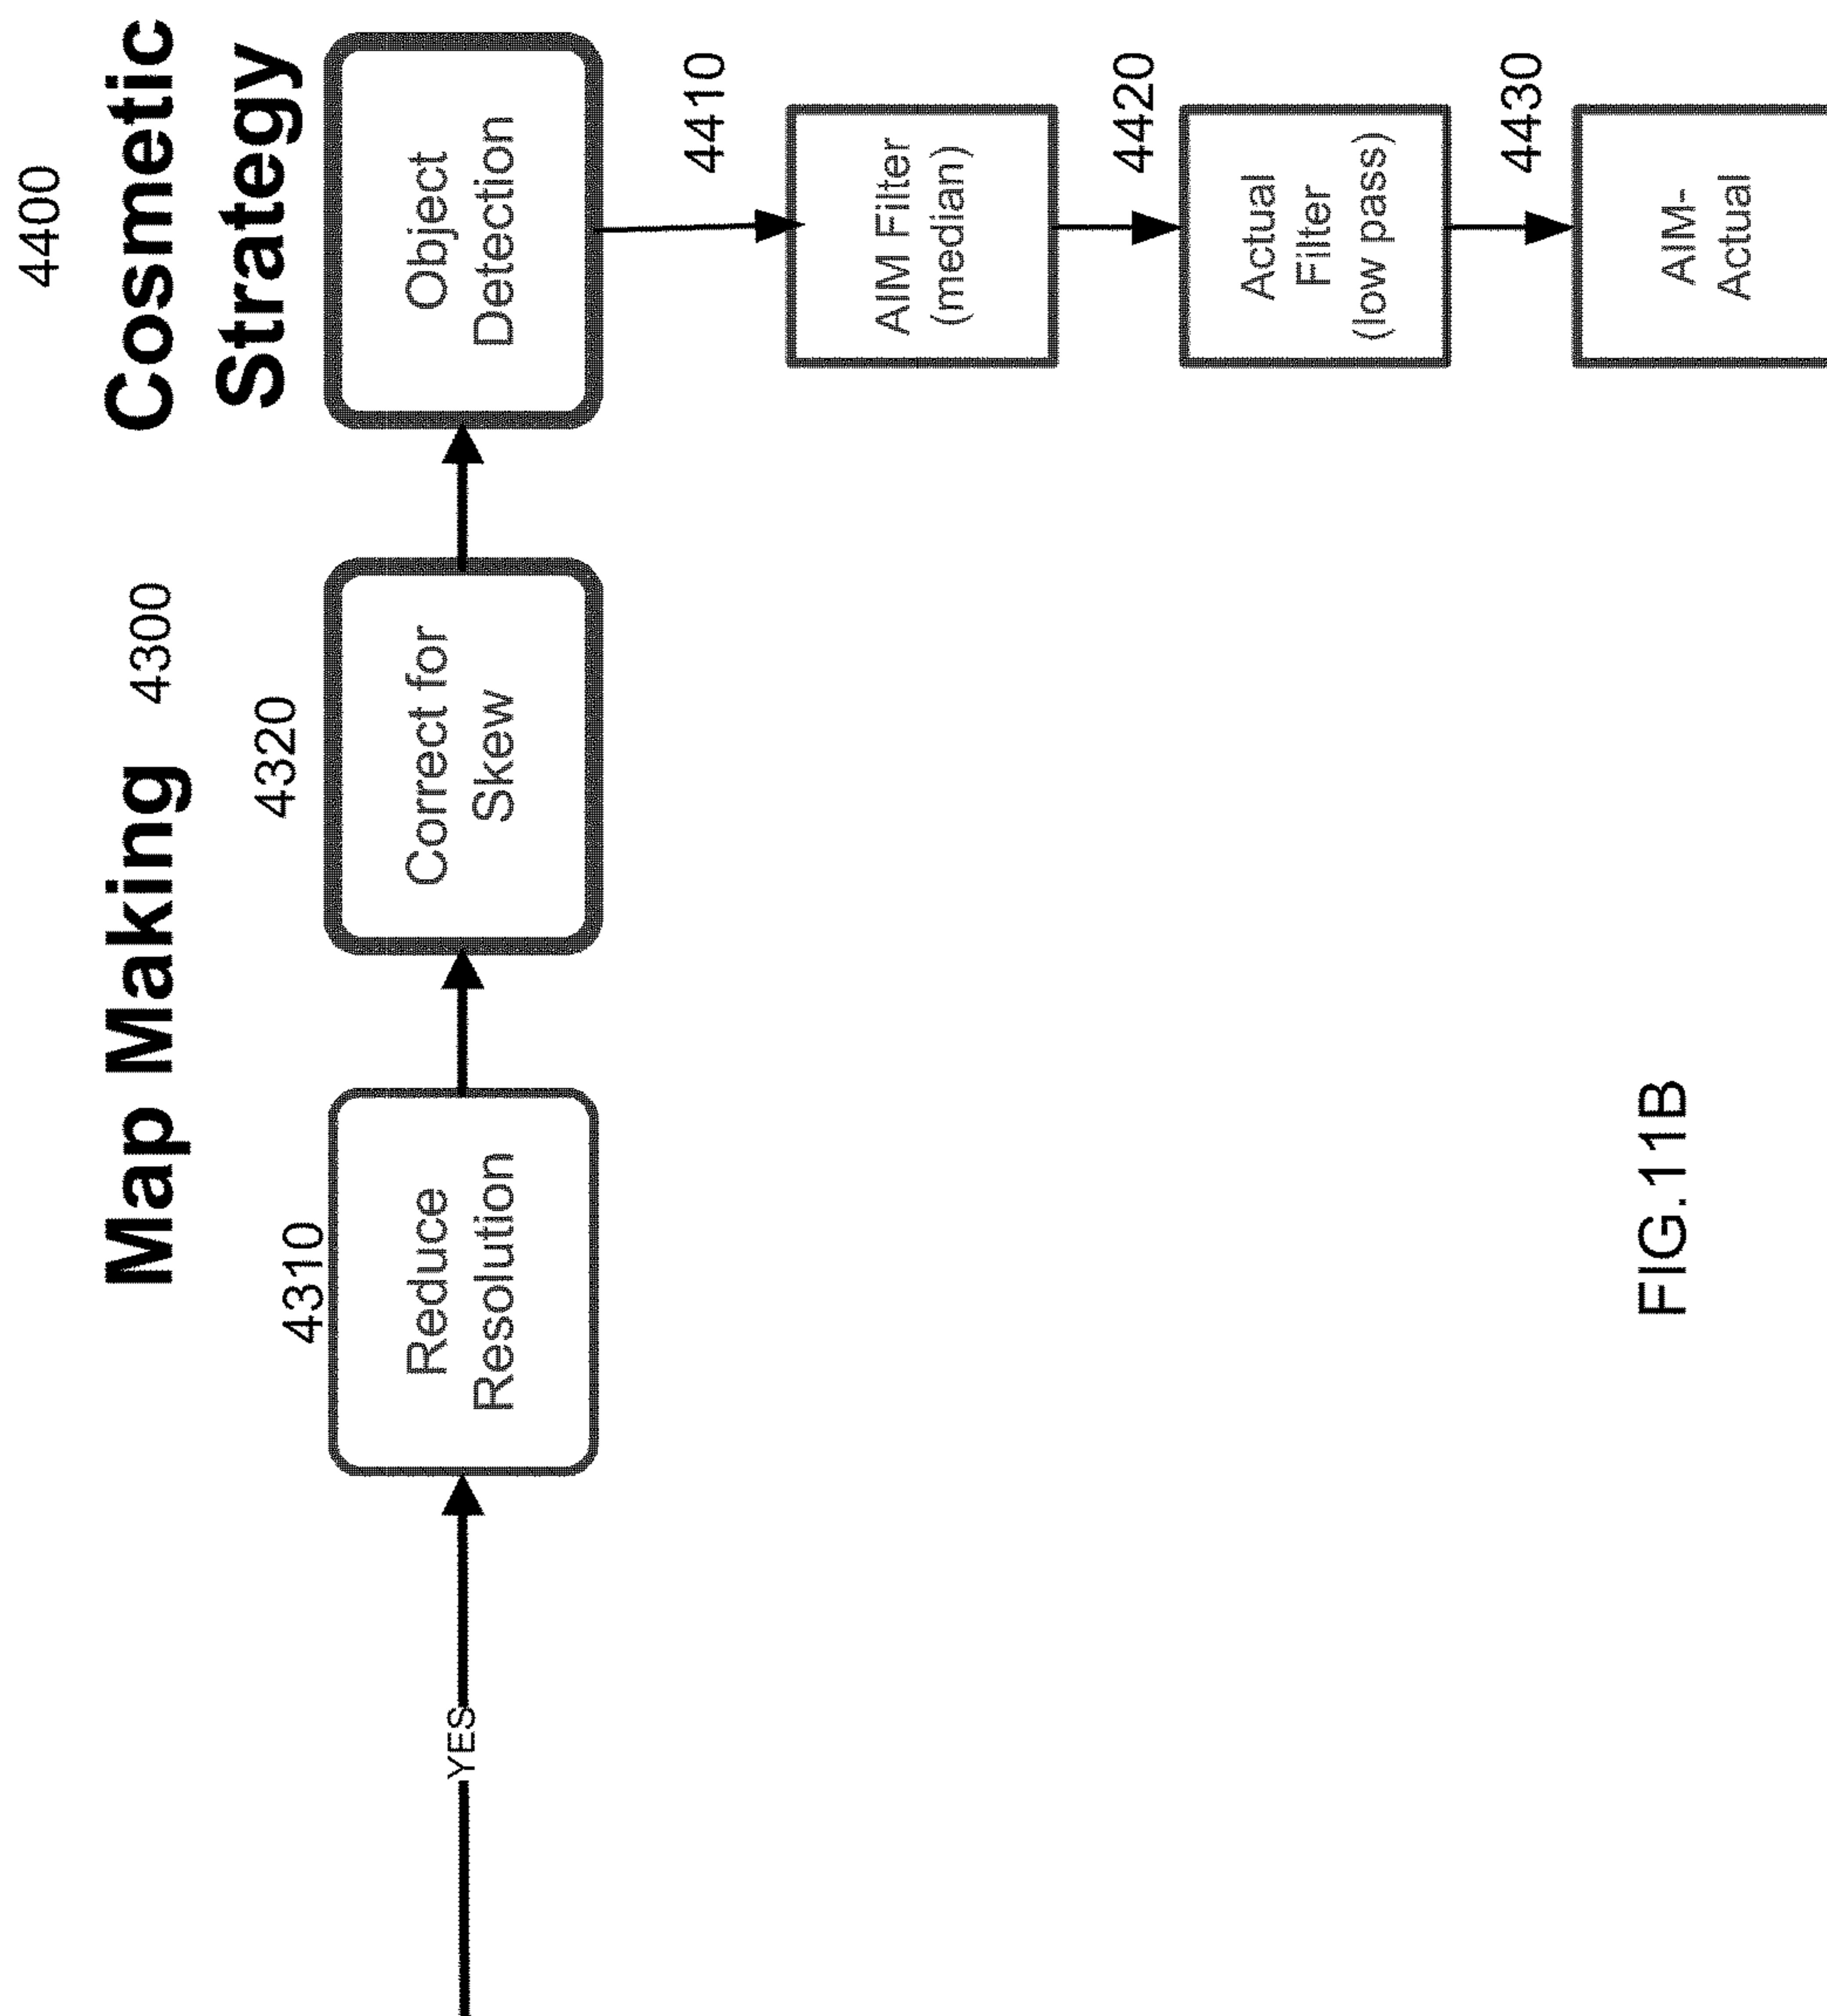 4400
Map Making 4300
Cosmetic
Strategy
4310
4320
YES
Reduce
Resolution
Correct for
Skew
Object
Detection
4410
AIM Filter
(median)
4420
Actual
Filter
(low pass)
4430
AIM-
Actual
FIG.11B